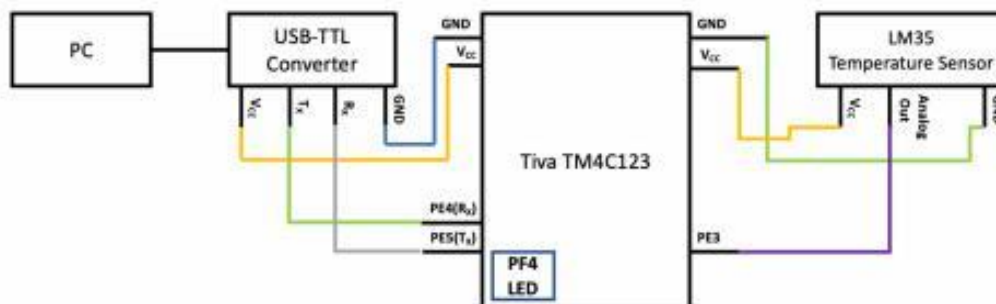 PC
USB-TTL
Converter
Vcc
Tx
Rx
GND
GND
Vcc
PE4(Rx)
PE5(Tx)
PF4
LED
Tiva TM4C123
GND
Vcc
PE3
LM35
Temperature Sensor
Vcc
Analog
Out
GND